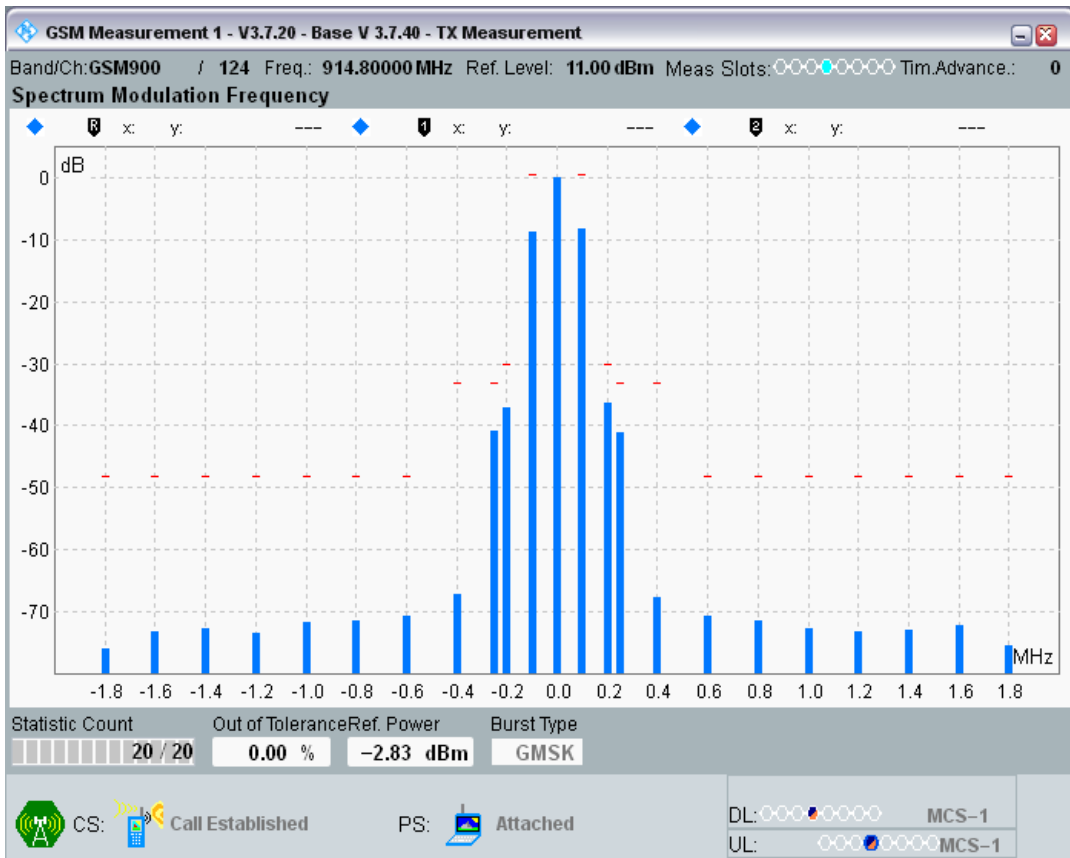 GSM Measurement 1 - V3.7.20 - Base V 3.7.40 - TX Measurement
Band/Ch:GSM900 / 124 Freq.: 914.80000 MHz Ref. Level: 11.00 dBm Meas Slots: Tim.Advance.: 0
Spectrum Modulation Frequency
R x: y: --- 1 x: y: --- 2 x: y: ---
dB
0
-10
-20
-30
-40
-50
-60
-70
MHz
-1.8 -1.6 -1.4 -1.2 -1.0 -0.8 -0.6 -0.4 -0.2 0.0 0.2 0.4 0.6 0.8 1.0 1.2 1.4 1.6 1.8
Statistic Count Out of Tolerance Ref. Power Burst Type
20 / 20 0.00 % -2.83 dBm GMSK
CS: Call Established PS: Attached
DL: MCS-1
UL: MCS-1